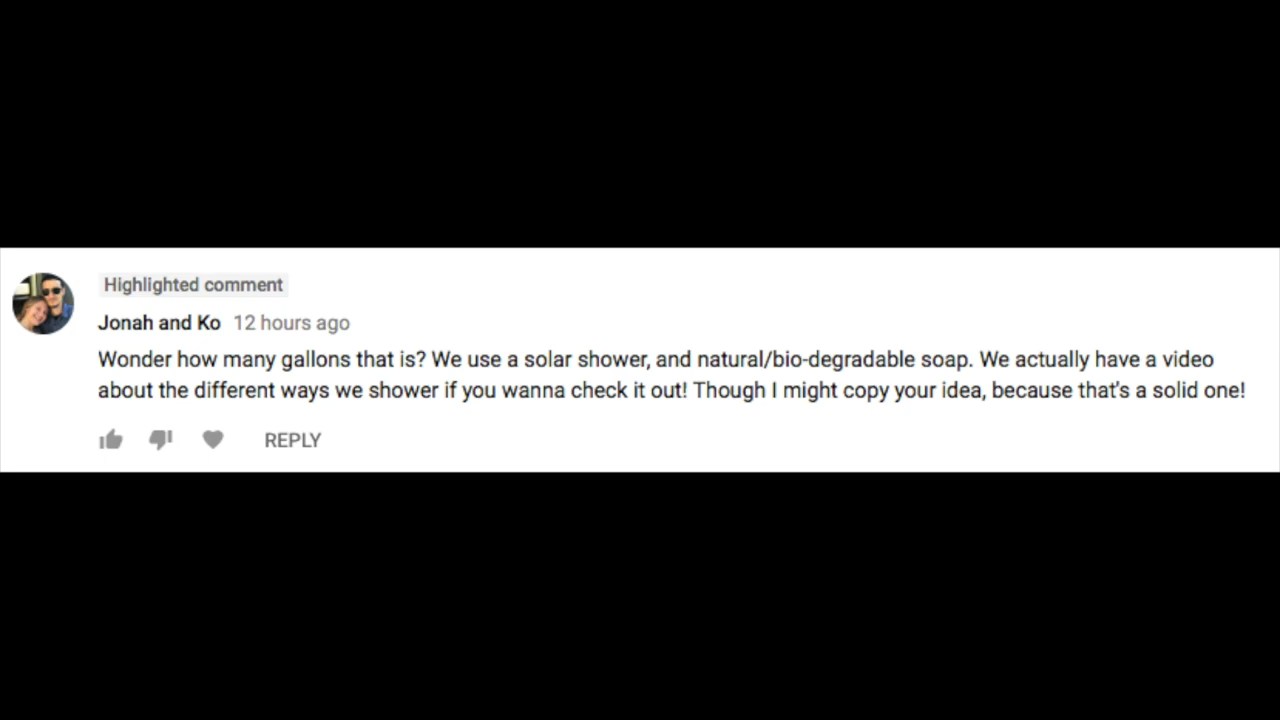 Highlighted comment
Jonah and Ko 12 hours ago
Wonder how many gallons that is? We use a solar shower, and natural/bio-degradable soap. We actually have a video
about the different ways we shower if you wanna check it out! Though I might copy your idea, because that's a solid one!
REPLY